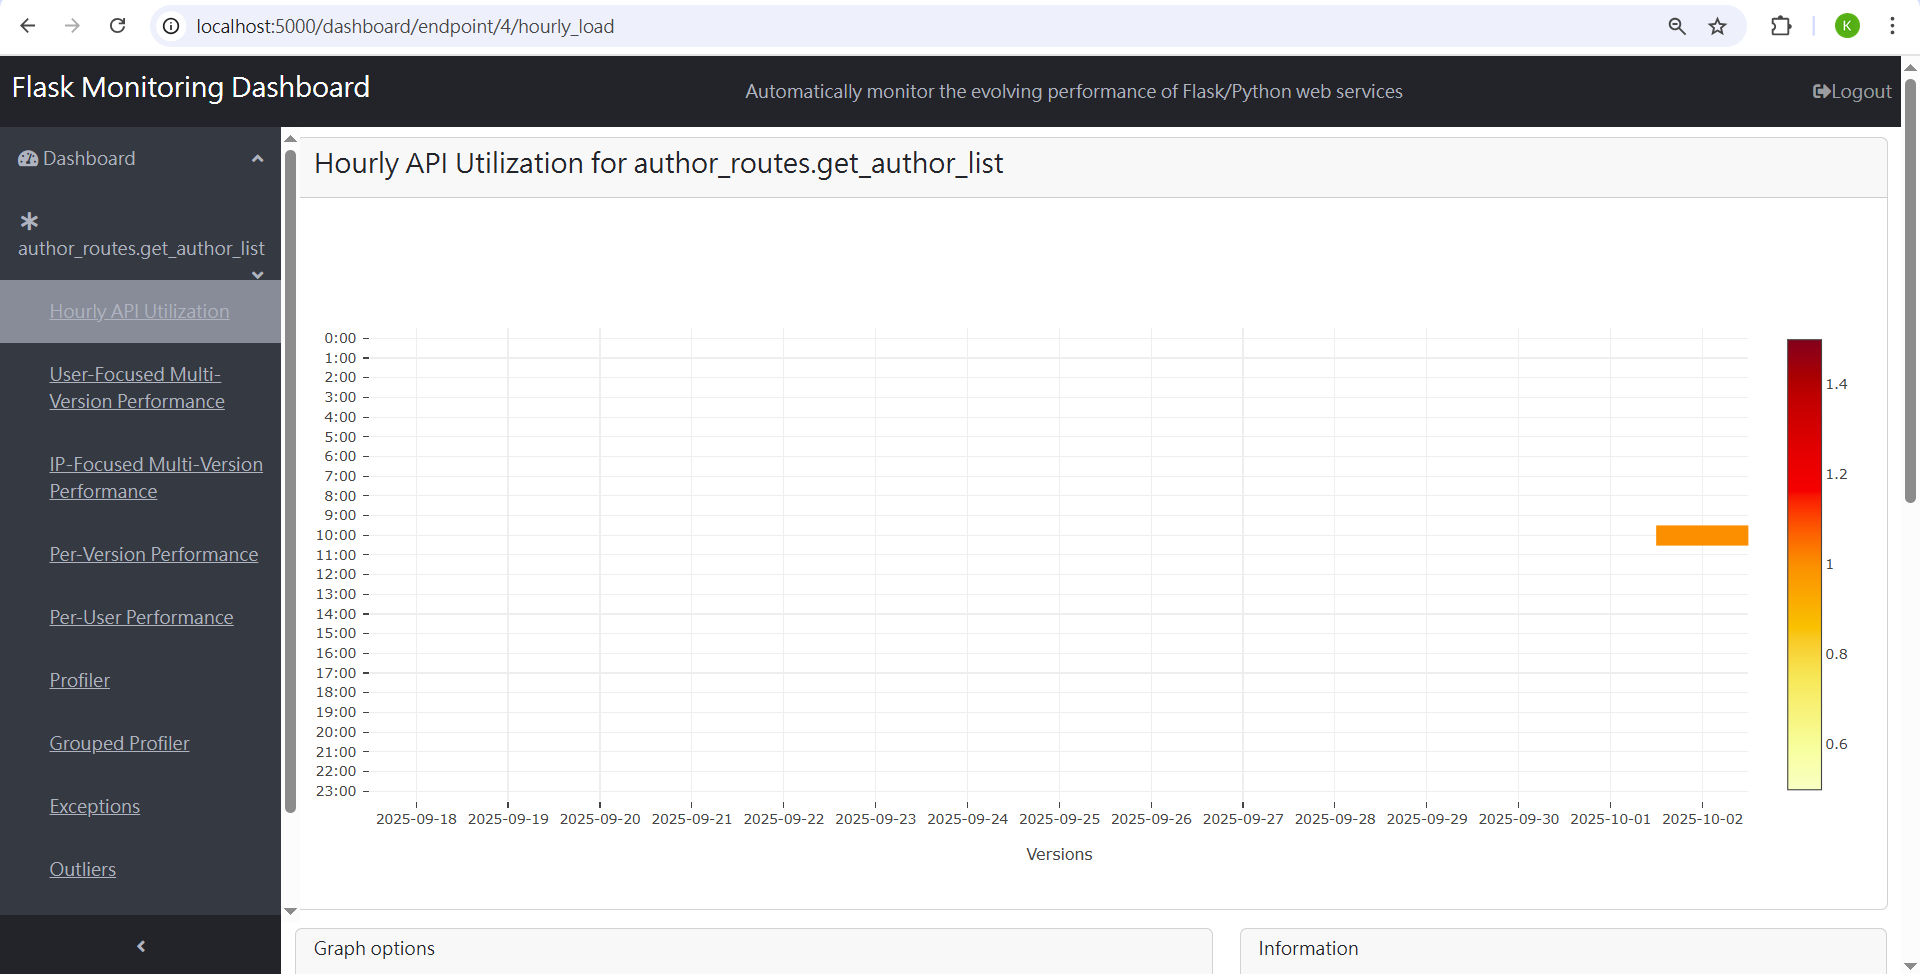 localhost:5000/dashboard/endpoint/4/hourly_load
K
Flask Monitoring Dashboard
Automatically monitor the evolving performance of Flask/Python web services
Logout
Dashboard
author_routes.get_author_list
Hourly API Utilization
User-Focused Multi-
Version Performance
IP-Focused Multi-Version
Performance
Per-Version Performance
Per-User Performance
Profiler
Grouped Profiler
Exceptions
Outliers
Hourly API Utilization for author_routes.get_author_list
0:00
1:00
2:00
3:00
4:00
5:00
6:00
7:00
8:00
9:00
10:00
11:00
12:00
13:00
14:00
15:00
16:00
17:00
18:00
19:00
20:00
21:00
22:00
23:00
2025-09-18 2025-09-19 2025-09-20 2025-09-21 2025-09-22 2025-09-23 2025-09-24 2025-09-25 2025-09-26 2025-09-27 2025-09-28 2025-09-29 2025-09-30 2025-10-01 2025-10-02
Versions
1.4
1.2
1
0.8
0.6
Graph options
Information